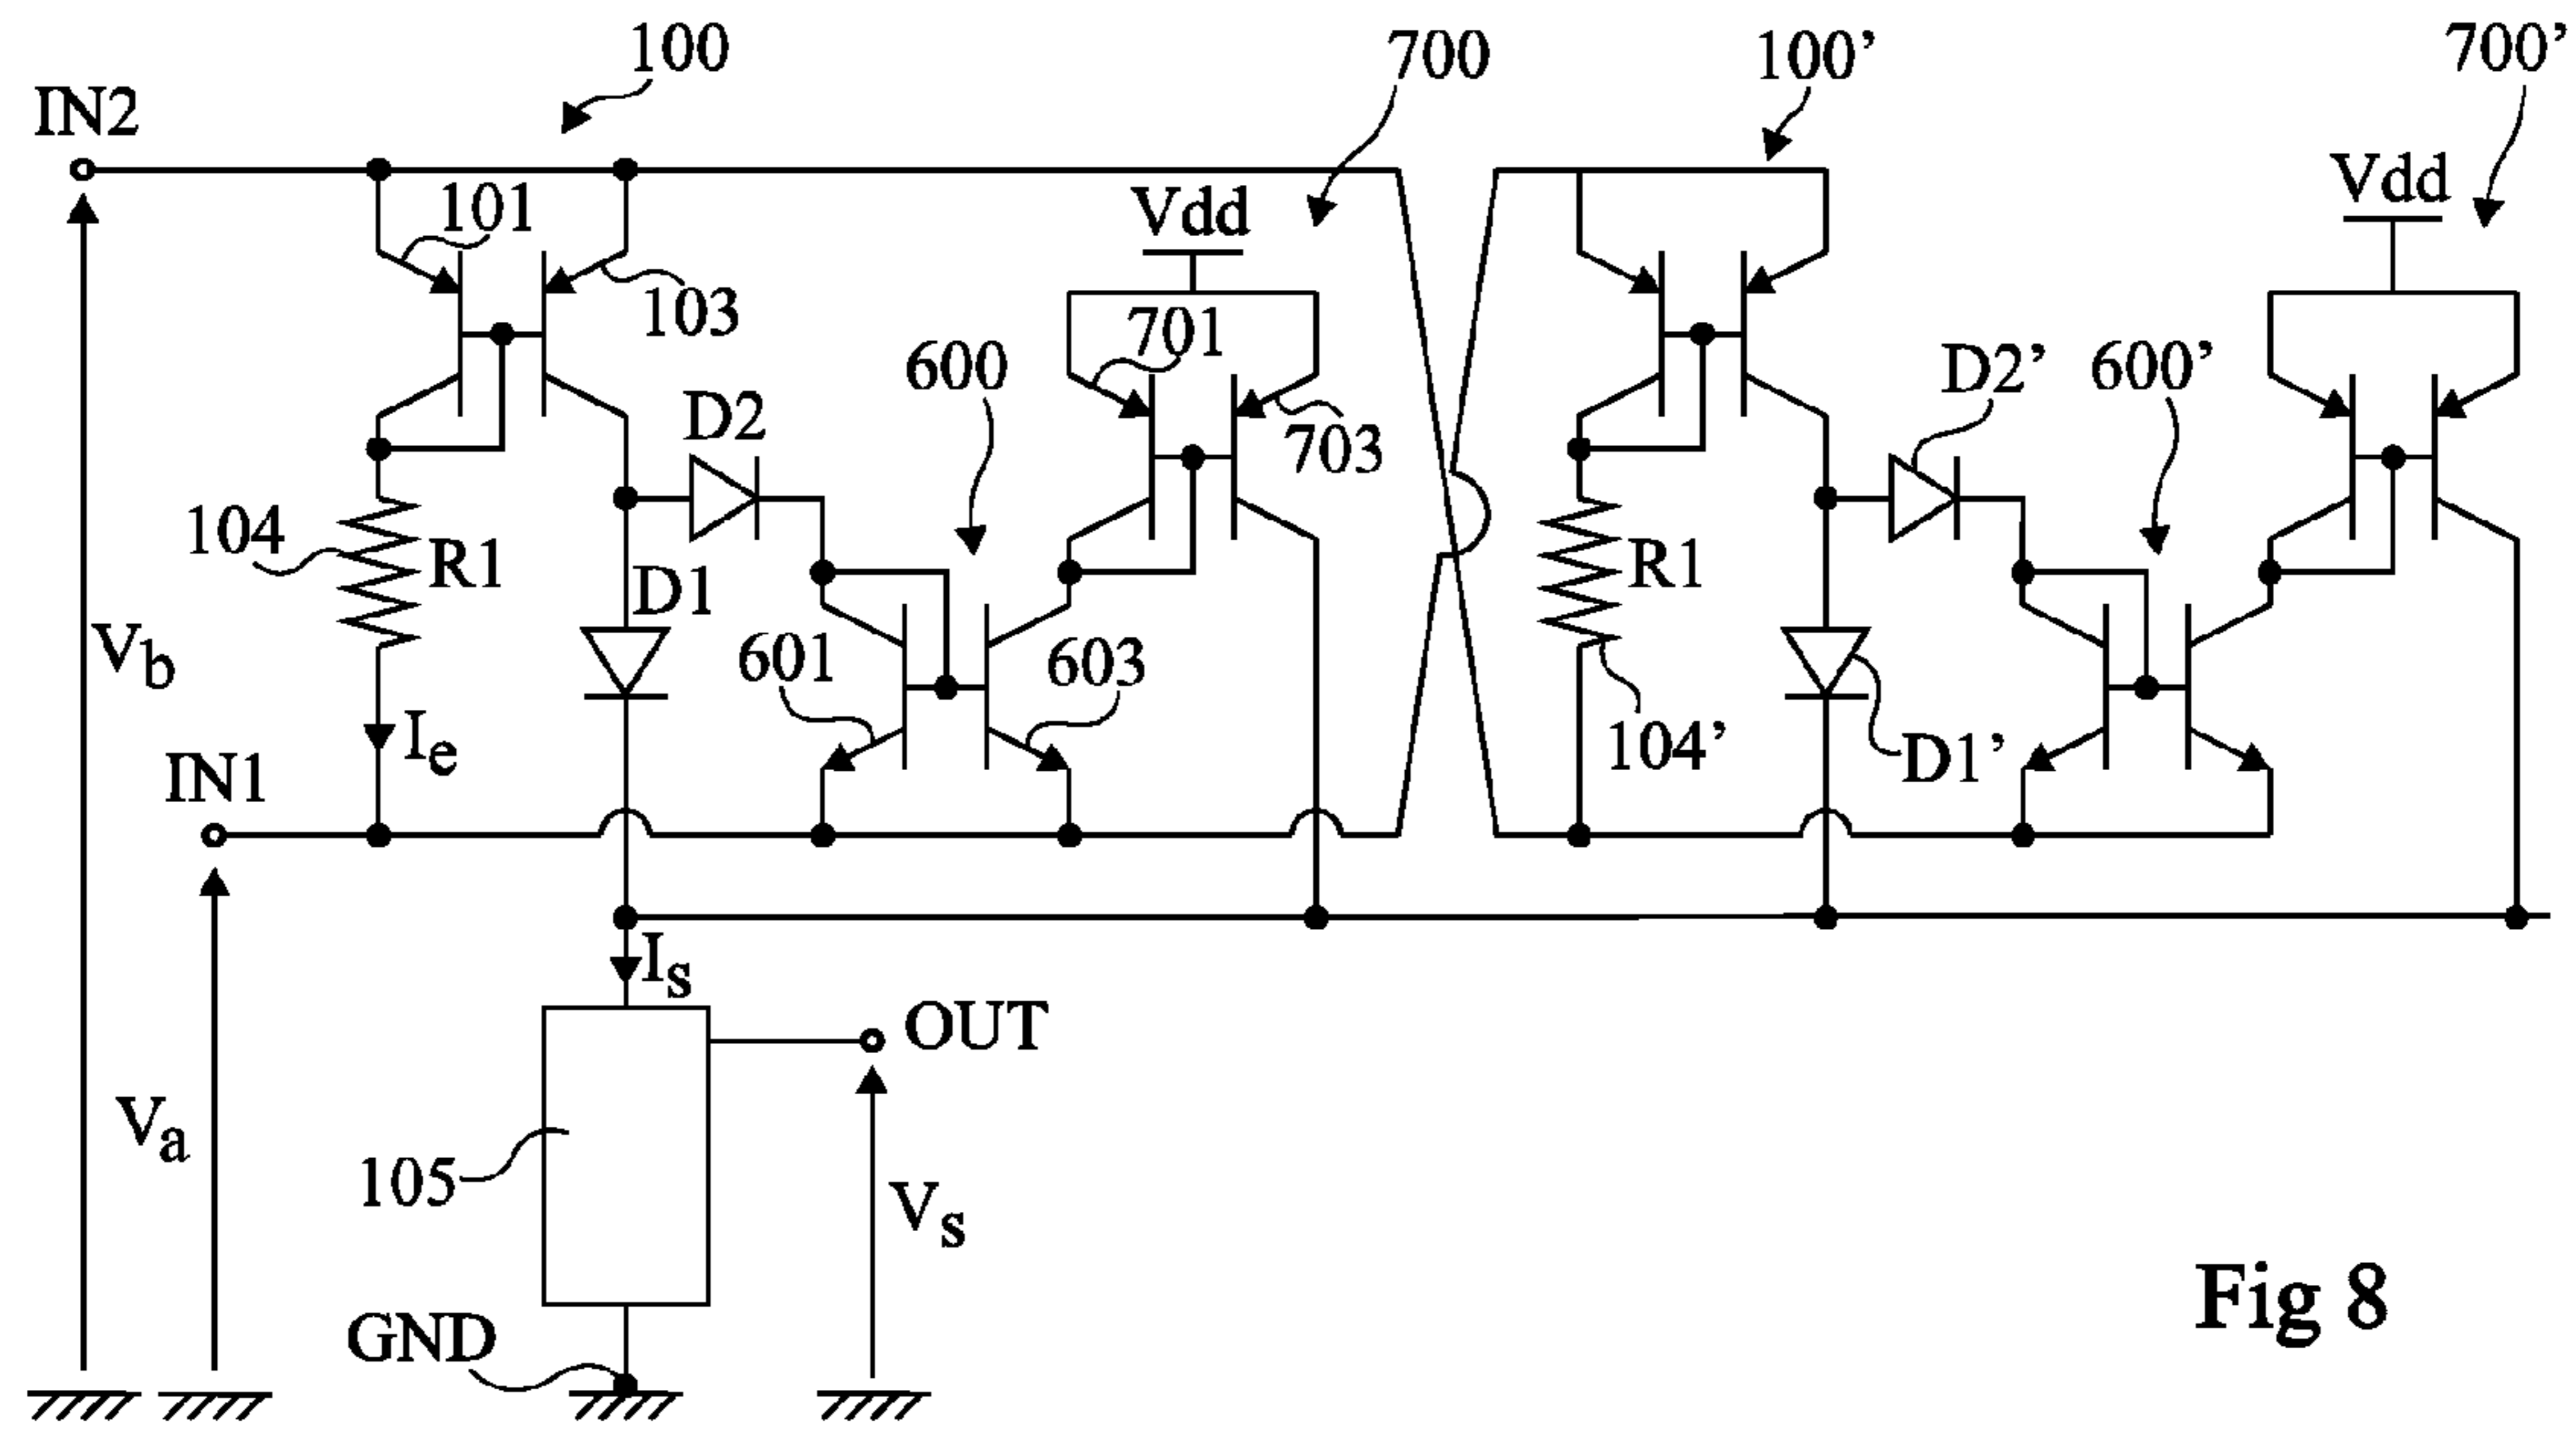 100
700
100’
700’
IN2
101
103
Vdd
Vdd
701
703
600
D2
D2’
600’
104
R1
D1
R1
601
603
104’
D1’
Vb
Ie
IN1
Is
OUT
Va
105
Vs
GND
Fig 8